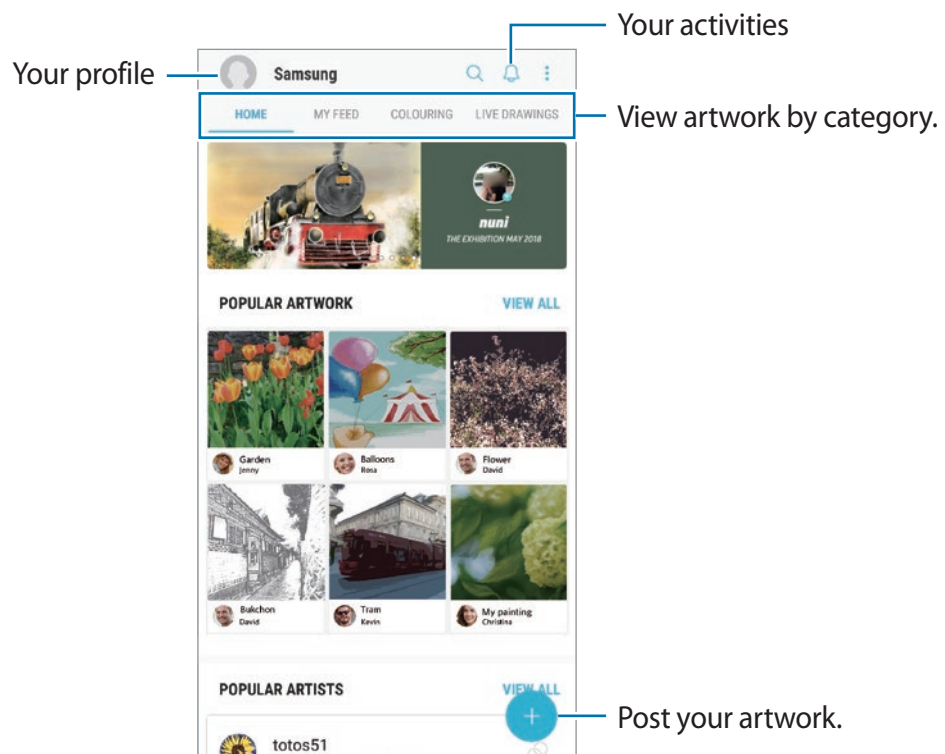 Your activities
Your profile
Samsung
View artwork by category.
HOME MY FEED COLOURING LIVE DRAWINGS
nuni
THE EXHIBITION MAY 2018
POPULAR ARTWORK VIEW ALL
Garden Balloons Flower
Jenny Rosa David
Bukchon Tram My painting
David Kevin Christina
POPULAR ARTISTS VIEW ALL
Post your artwork.
totos51